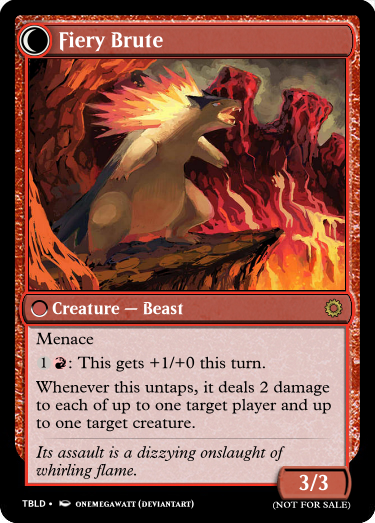 Fiery Brute
Creature — Beast
Menace
1 R: This gets +1/+0 this turn.
Whenever this untaps, it deals 2 damage
to each of up to one target player and up
to one target creature.
Its assault is a dizzying onslaught of
whirling flame.
3/3
TBLD • ONEMEGAWATT (DEVIANTART)
(NOT FOR SALE)